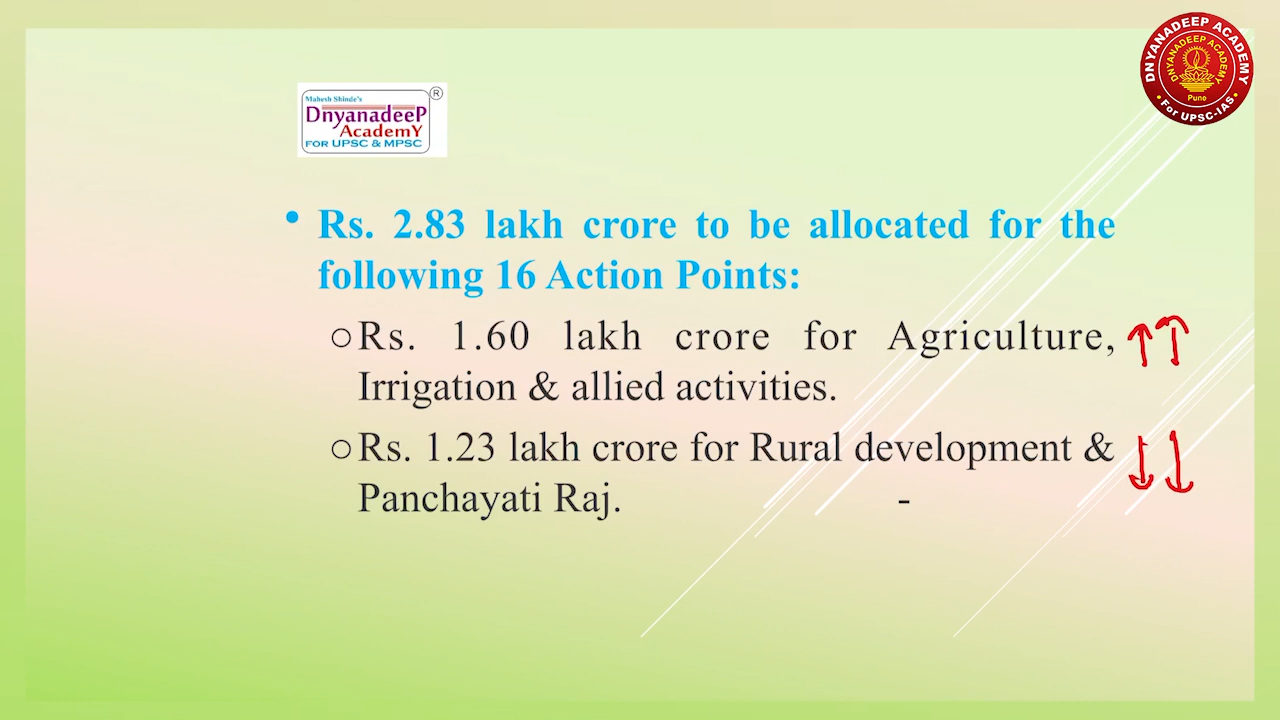 DNYANADEEP ACADEMY
DNYANADEEP ACADEMY
Pune
• For UPSC-IAS •
Mahesh Shinde's
DnyanadeeP
AcademY
FOR UPSC & MPSC
®
• Rs. 2.83 lakh crore to be allocated for the
following 16 Action Points:
○Rs. 1.60 lakh crore for Agriculture,
Irrigation & allied activities.
○Rs. 1.23 lakh crore for Rural development &
Panchayati Raj. -